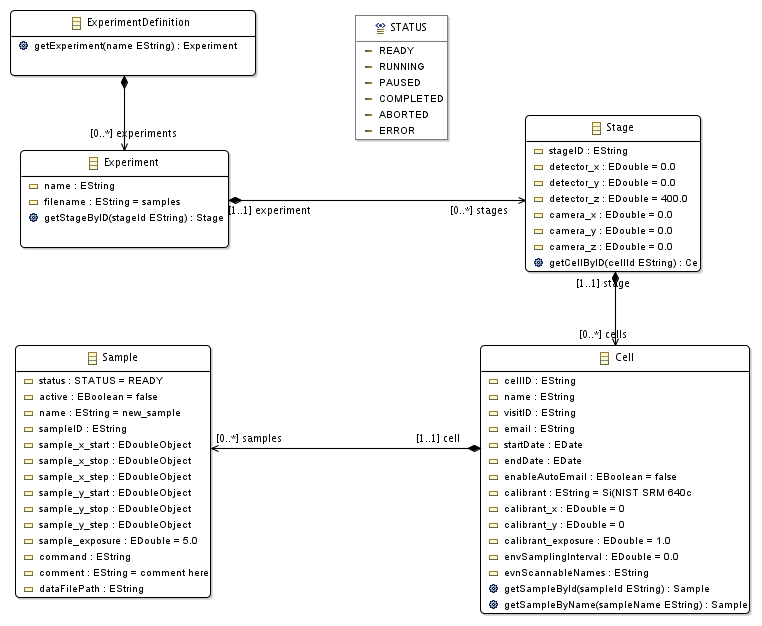 ExperimentDefinition
getExperiment(name EString) : Experiment
[0..*] experiments
Experiment
name : EString
filename : EString = samples
getStageByID(stageId EString) : Stage
[1..1] experiment
[0..*] stages
STATUS
READY
RUNNING
PAUSED
COMPLETED
ABORTED
ERROR
Stage
stageID : EString
detector_x : EDouble = 0.0
detector_y : EDouble = 0.0
detector_z : EDouble = 400.0
camera_x : EDouble = 0.0
camera_y : EDouble = 0.0
camera_z : EDouble = 0.0
getCellByID(cellId EString) : Ce
[1..1] stage
[0..*] cells
Sample
status : STATUS = READY
active : EBoolean = false
name : EString = new_sample
sampleID : EString
sample_x_start : EDoubleObject
sample_x_stop : EDoubleObject
sample_x_step : EDoubleObject
sample_y_start : EDoubleObject
sample_y_stop : EDoubleObject
sample_y_step : EDoubleObject
sample_exposure : EDouble = 5.0
command : EString
comment : EString = comment here
dataFilePath : EString
[0..*] samples
[1..1] cell
Cell
cellID : EString
name : EString
visitID : EString
email : EString
startDate : EDate
endDate : EDate
enableAutoEmail : EBoolean = false
calibrant : EString = Si(NIST SRM 640c
calibrant_x : EDouble = 0
calibrant_y : EDouble = 0
calibrant_exposure : EDouble = 1.0
envSamplingInterval : EDouble = 0.0
evnScannableNames : EString
getSampleById(sampleId EString) : Sample
getSampleByName(sampleName EString) : Sample